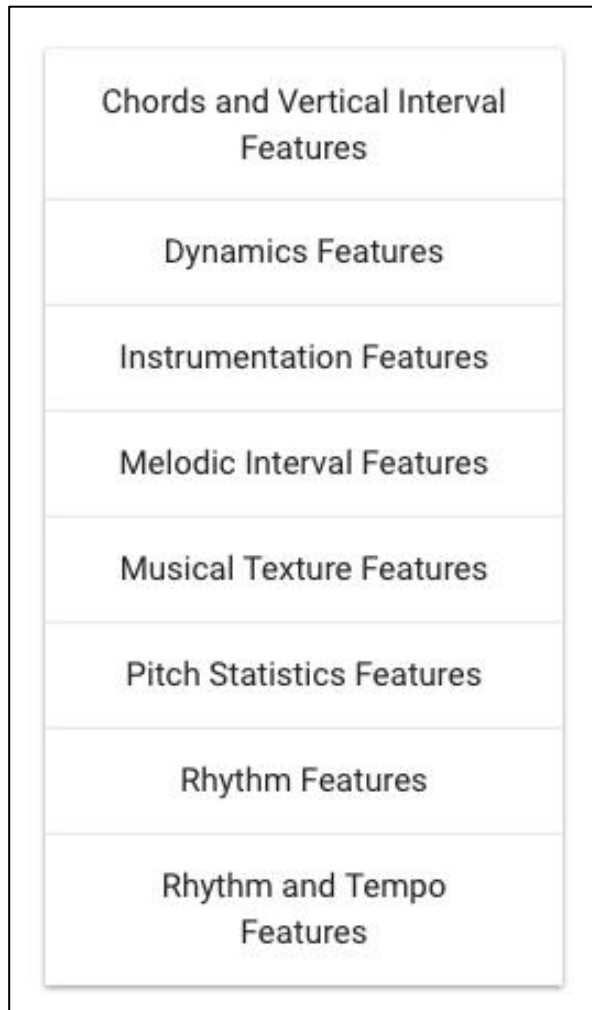 Chords and Vertical Interval
Features
Dynamics Features
Instrumentation Features
Melodic Interval Features
Musical Texture Features
Pitch Statistics Features
Rhythm Features
Rhythm and Tempo
Features